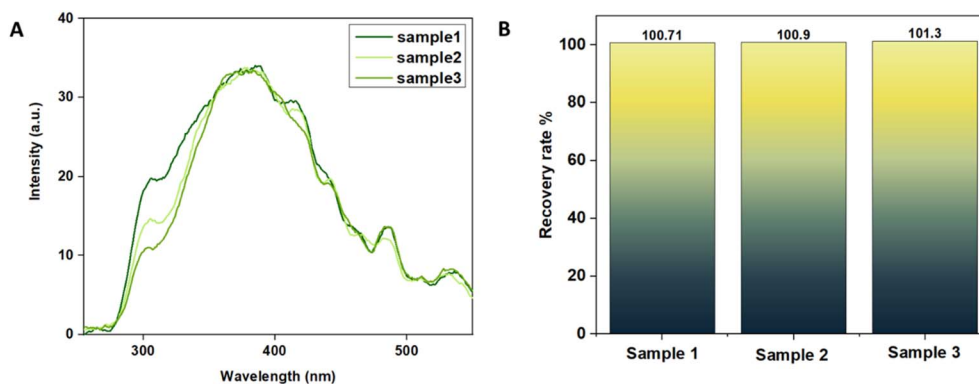 A
40
30
20
10
0
Intensity (a.u.)
sample1
sample2
sample3
300
400
500
Wavelength (nm)
B
100
80
60
40
20
0
Recovery rate %
100.71
100.9
101.3
Sample 1
Sample 2
Sample 3